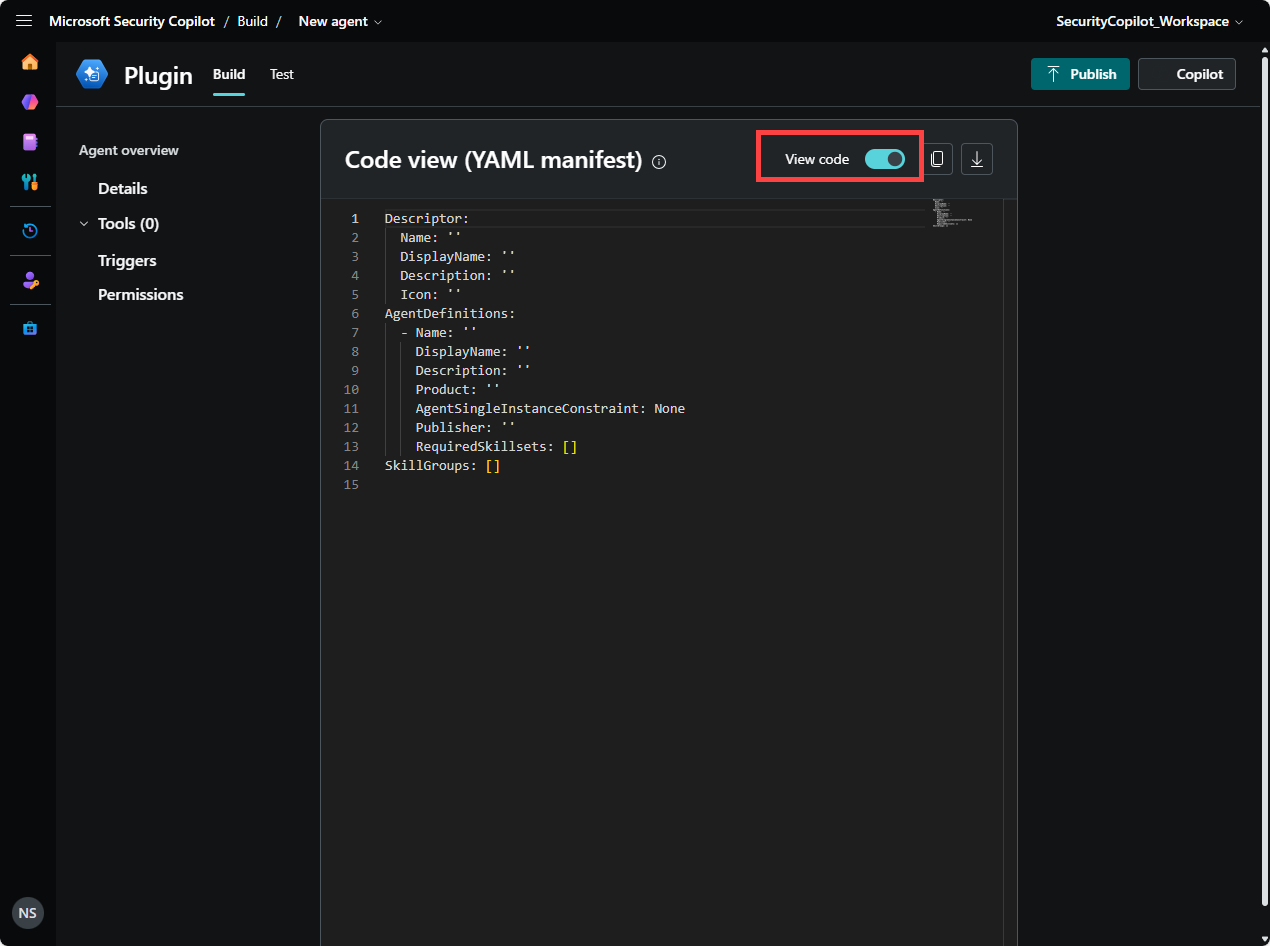 Microsoft Security Copilot / Build / New agent
SecurityCopilot_Workspace
Plugin
Build
Test
Publish
Copilot
Agent overview
Details
Tools (0)
Triggers
Permissions
Code view (YAML manifest)
View code
1 Descriptor:
2   Name: ''
3   DisplayName: ''
4   Description: ''
5   Icon: ''
6 AgentDefinitions:
7   - Name: ''
8     DisplayName: ''
9     Description: ''
10     Product: ''
11     AgentSingleInstanceConstraint: None
12     Publisher: ''
13     RequiredSkillsets: []
14 SkillGroups: []
15
NS